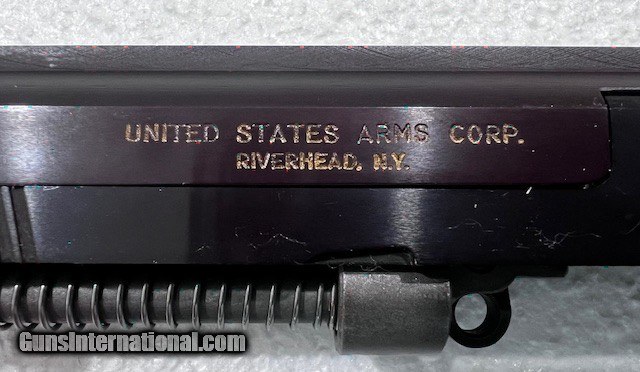 UNITED STATES ARMS CORP.
RIVERHEAD, N.Y.
GunsInternational.com